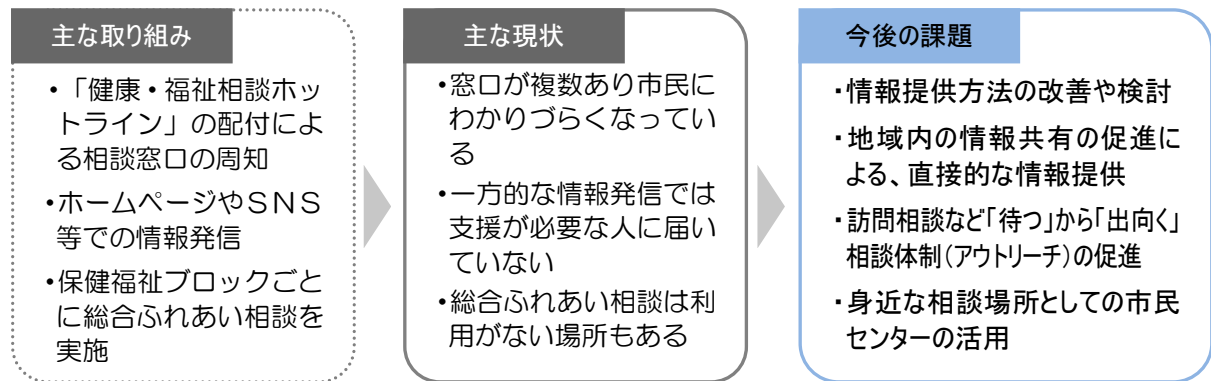 主な取り組み
•「健康・福祉相談ホッ
トライン」の配付によ
る相談窓口の周知
•ホームページやＳＮＳ
等での情報発信
•保健福祉ブロックごと
に総合ふれあい相談を
実施
主な現状
•窓口が複数あり市民に
わかりづらくなってい
る
•一方的な情報発信では
支援が必要な人に届い
ていない
•総合ふれあい相談は利
用がない場所もある
今後の課題
・情報提供方法の改善や検討
・地域内の情報共有の促進に
よる、直接的な情報提供
・訪問相談など「待つ」から「出向く」
相談体制（アウトリーチ）の促進
・身近な相談場所としての市民
センターの活用